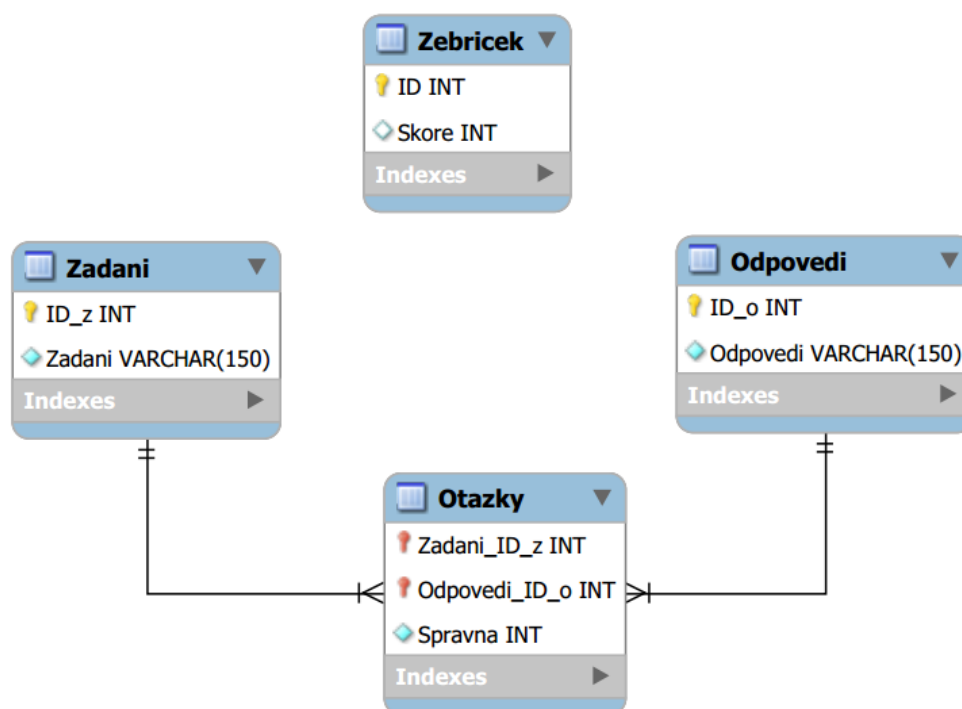 Zebricek
ID INT
Skore INT
Indexes
Zadani
ID_z INT
Zadani VARCHAR(150)
Indexes
Odpovedi
ID_o INT
Odpovedi VARCHAR(150)
Indexes
Otazky
Zadani_ID_z INT
Odpovedi_ID_o INT
Spravna INT
Indexes